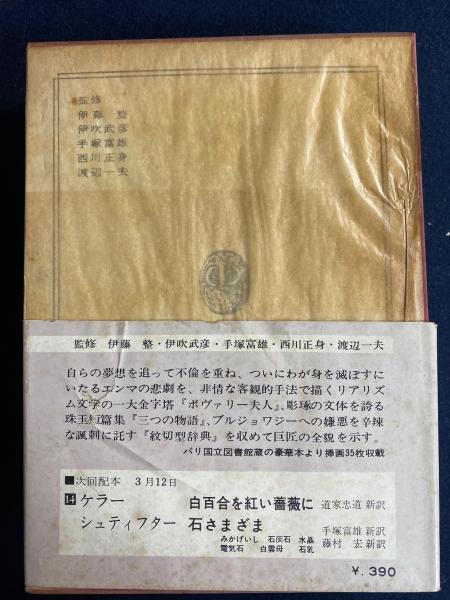 監修
伊藤 整
伊吹武彦
手塚富雄
西川正身
渡辺一夫
監修 伊藤 整・伊吹武彦・手塚富雄・西川正身・渡辺一夫
自らの夢想を追って不倫を重ね、ついにわが身を滅ぼすに
いたるエンマの悲劇を、非情な客観的手法で描くリアリズ
ム文学の一大金字塔『ボヴァリー夫人』、彫琢の文体を誇る
珠玉短篇集『三つの物語』、ブルジョワジーへの嫌悪を辛辣
な諷刺に託す『紋切型辞典』を収めて巨匠の全貌を示す。
パリ国立図書館蔵の豪華本より挿画35枚収載
■次回配本 3月12日
14 ケラー 白百合を紅い薔薇に 道家忠道 新訳
シュティフター 石さまざま 手塚富雄 新訳
みかげいし 石灰石 水晶 藤村 宏 新訳
電気石 白雲母 石乳
¥. 390